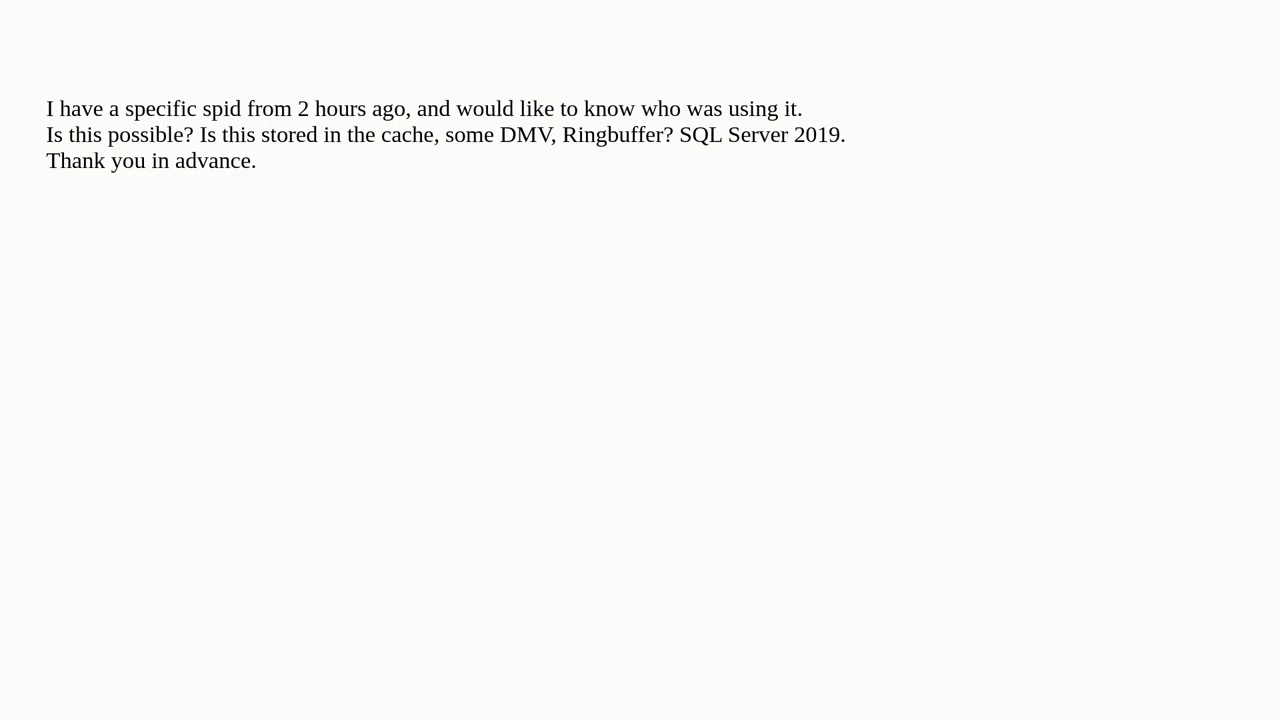 I have a specific spid from 2 hours ago, and would like to know who was using it.
Is this possible? Is this stored in the cache, some DMV, Ringbuffer? SQL Server 2019.
Thank you in advance.